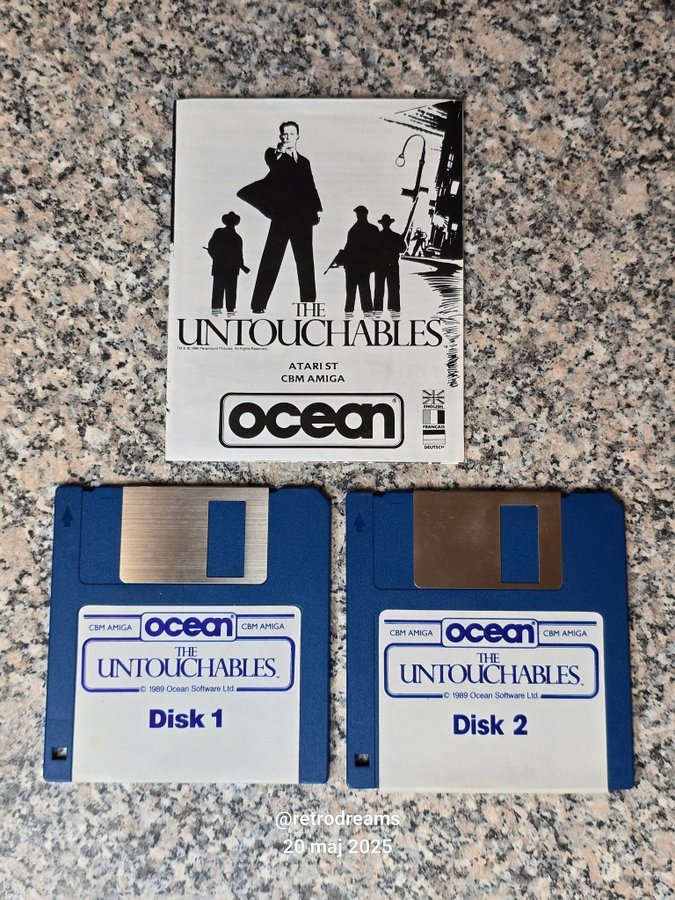 THE
UNTOUCHABLES
TM & © 1989 Paramount Pictures. All Rights Reserved.
ATARI ST
CBM AMIGA
ocean®
ENGLISH
FRANÇAIS
DEUTSCH
CBM AMIGA ocean® CBM AMIGA
THE
UNTOUCHABLES™
© 1989 Ocean Software Ltd.
Disk 1
CBM AMIGA ocean® CBM AMIGA
THE
UNTOUCHABLES™
© 1989 Ocean Software Ltd.
Disk 2
@retrodreams
20 maj 2025